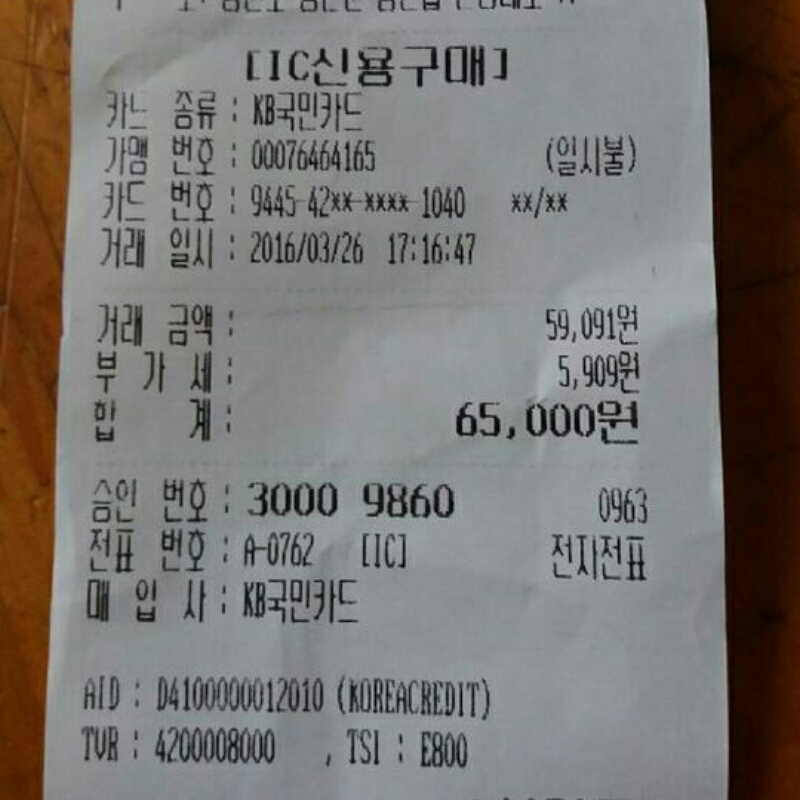 [IC신용구매]
카드 종류 : KB국민카드
가맹 번호 : 00076464165 (일시불)
카드 번호 : 9445-42**-****-1040 **/**
거래 일시 : 2016/03/26 17:16:47
거래 금액 : 59,091원
부 가 세 : 5,909원
합 계 : 65,000원
승인 번호 : 3000 9860 0963
전표 번호 : A-0762 [IC] 전자전표
매 입 사 : KB국민카드
AID : D4100000012010 (KOREACREDIT)
TVR : 4200008000 , TSI : E800